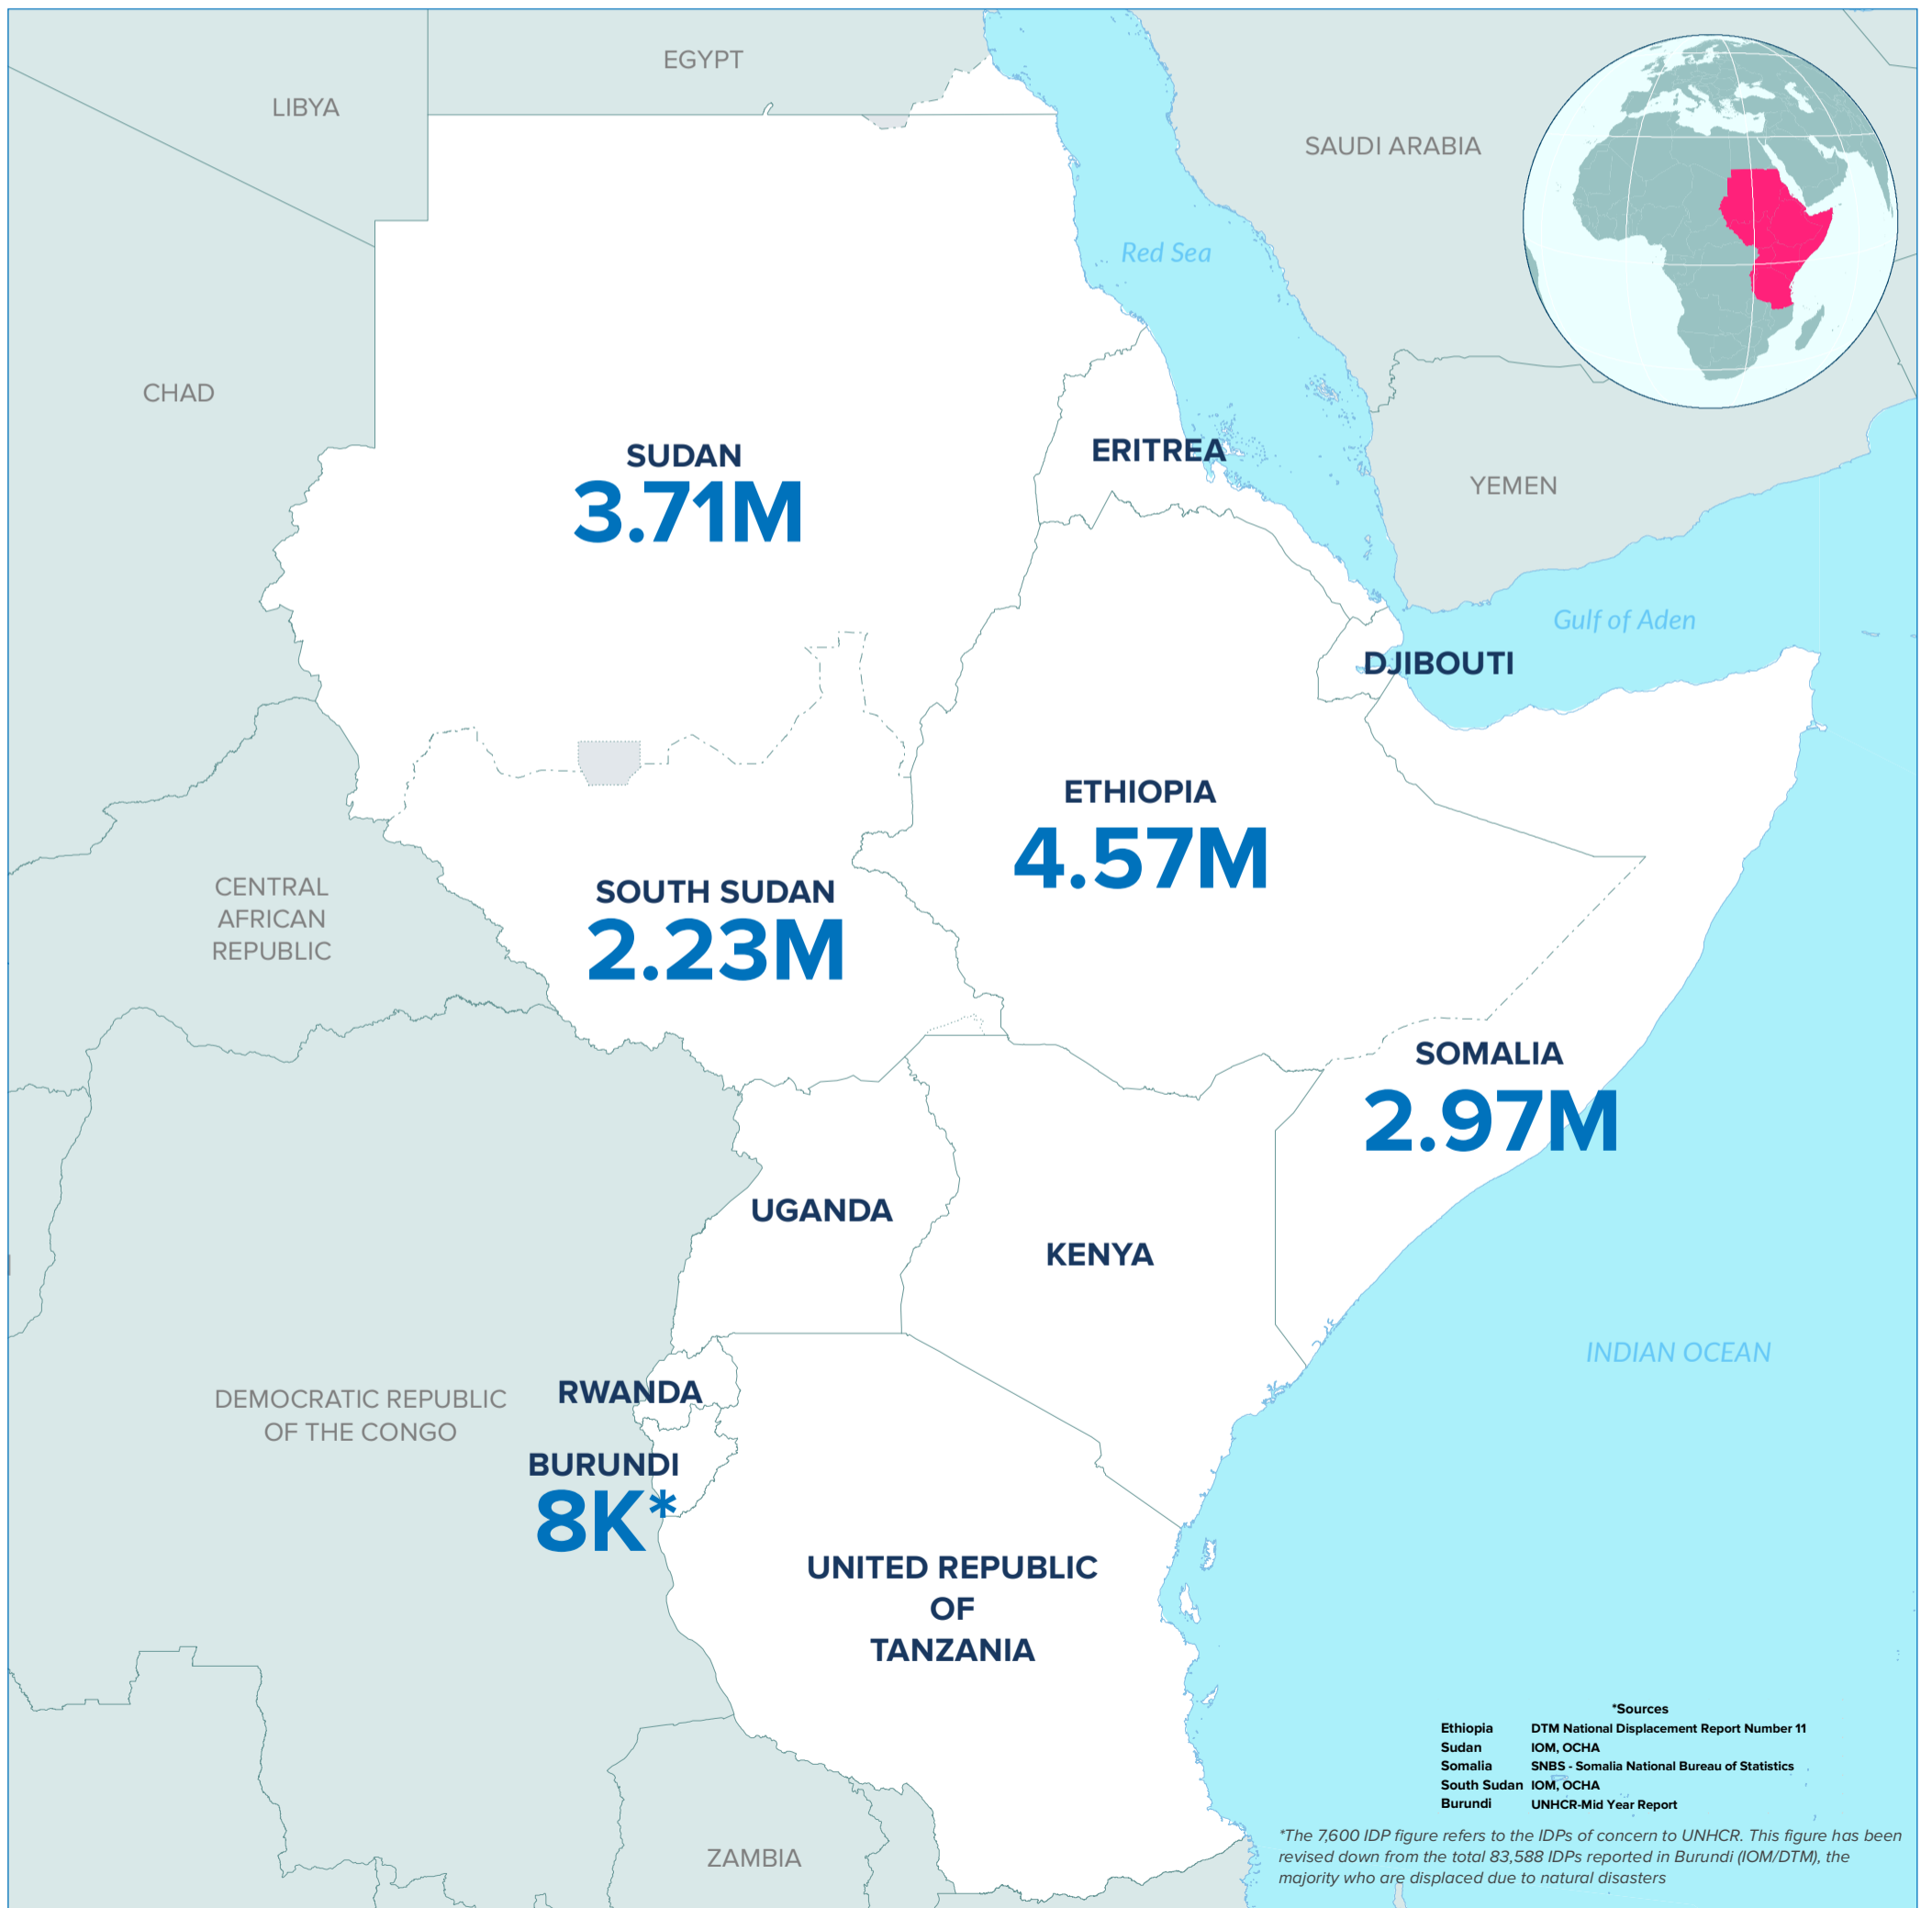 EGYPT
LIBYA
SAUDI ARABIA
Red Sea
CHAD
SUDAN
3.71M
ERITREA
YEMEN
Gulf of Aden
DJIBOUTI
ETHIOPIA
4.57M
CENTRAL
AFRICAN
REPUBLIC
SOUTH SUDAN
2.23M
SOMALIA
2.97M
UGANDA
KENYA
INDIAN OCEAN
RWANDA
DEMOCRATIC REPUBLIC
OF THE CONGO
BURUNDI
8K*
UNITED REPUBLIC
OF
TANZANIA
ZAMBIA
*Sources
Ethiopia DTM National Displacement Report Number 11
Sudan IOM, OCHA
Somalia SNBS - Somalia National Bureau of Statistics
South Sudan IOM, OCHA
Burundi UNHCR-Mid Year Report
*The 7,600 IDP figure refers to the IDPs of concern to UNHCR. This figure has been
revised down from the total 83,588 IDPs reported in Burundi (IOM/DTM), the
majority who are displaced due to natural disasters